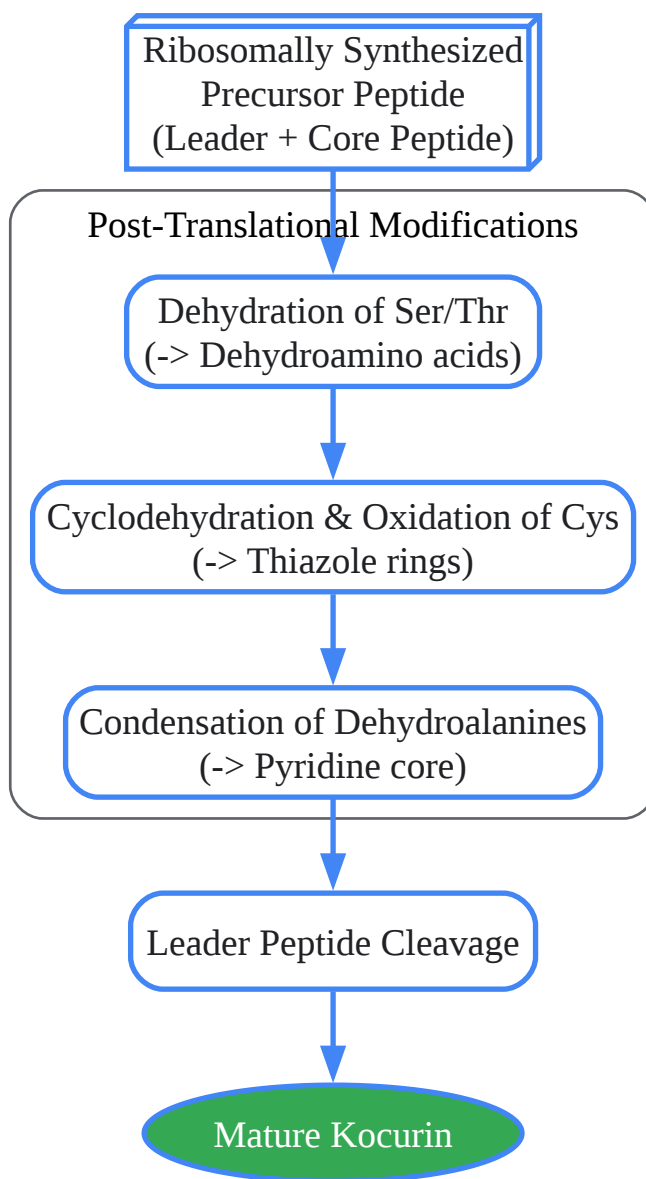 Ribosomally Synthesized
Precursor Peptide
(Leader + Core Peptide)
Post-Translational Modifications
Dehydration of Ser/Thr
(-> Dehydroamino acids)
Cyclodehydration & Oxidation of Cys
(-> Thiazole rings)
Condensation of Dehydroalanines
(-> Pyridine core)
Leader Peptide Cleavage
Mature Kocurin